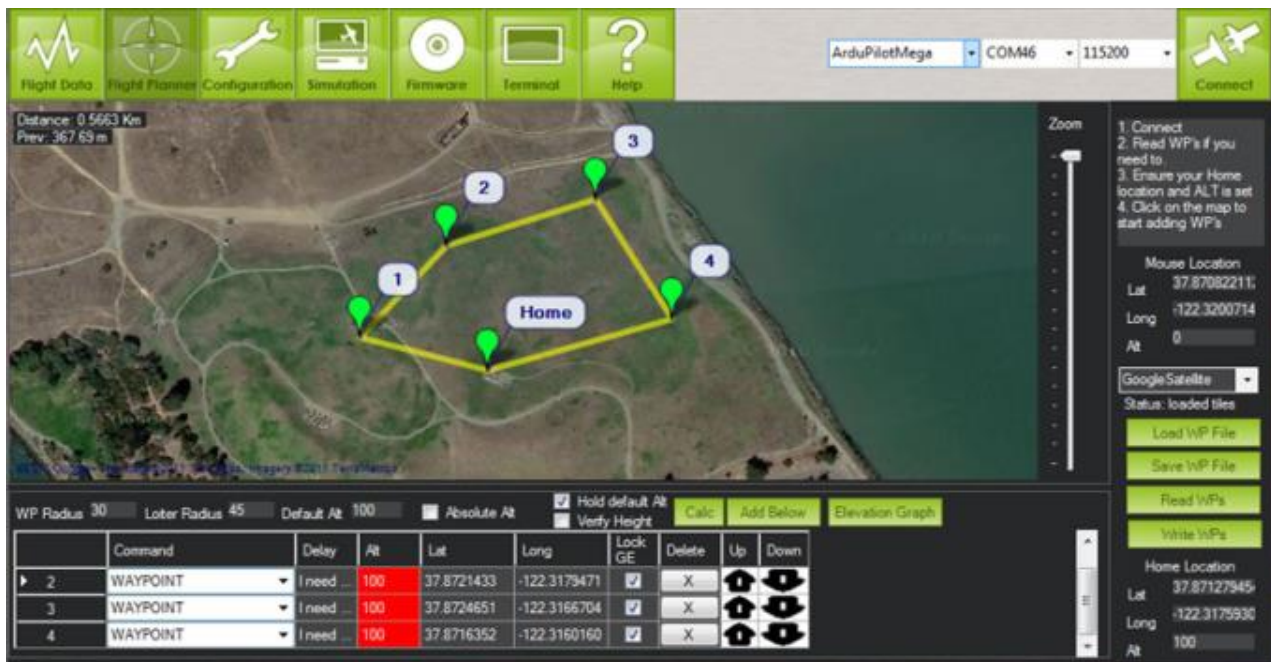 Flight Data Flight Planner Configuration Simulation Firmware Terminal Help
ArduPilotMega COM46 115200 Connect
Distance: 0.5663 Km
Prev: 367.69 m
Zoom
1
2
3
4
Home
1. Connect
2. Read WP's if you
need to.
3. Ensure your Home
location and ALT is set
4. Click on the map to
start adding WP's
Mouse Location
Lat 37.87082211
Long -122.3200714
Alt 0
GoogleSatellite
Status: loaded tiles
Load WP File
Save WP File
Read WPs
Write WPs
Home Location
Lat 37.87127945
Long -122.3175930
Alt 100
WP Radius 30 Loter Radius 45 Default Alt 100 Absolute Alt Hold default Alt Verify Height Calc Add Below Elevation Graph
Command Delay Alt Lat Long Lock GE Delete Up Down
2 WAYPOINT I need ... 100 37.8721433 -122.3179471 X
3 WAYPOINT I need ... 100 37.8724651 -122.3166704 X
4 WAYPOINT I need ... 100 37.8716352 -122.3160160 X